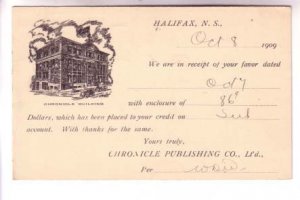 HALIFAX, N. S.,
Oct 8 1909
We are in receipt of your favor dated
Oct 7
CHRONICLE BUILDING
with enclosure of 86¢
Dollars, which has been placed to your credit on Sub
account. With thanks for the same.
Yours truly,
CHRONICLE PUBLISHING CO., Ltd.,
Per